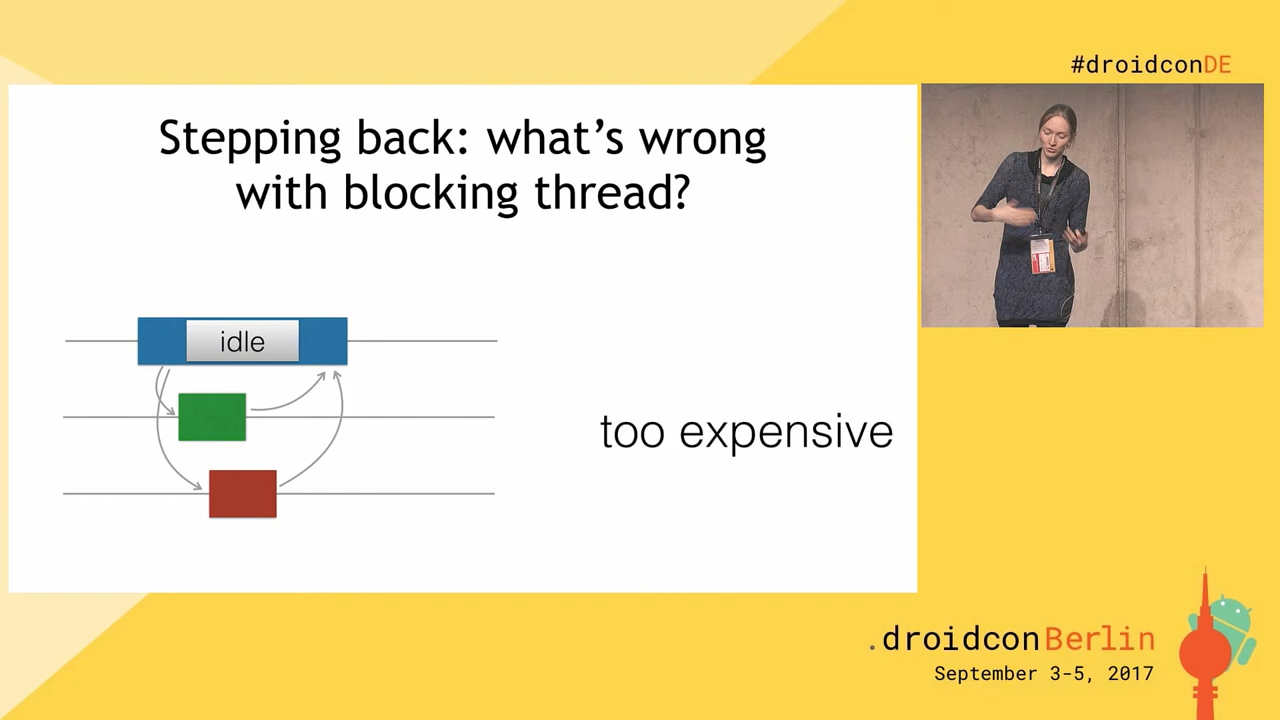 #droidconDE
Stepping back: what’s wrong
with blocking thread?
idle
too expensive
.droidconBerlin
September 3-5, 2017